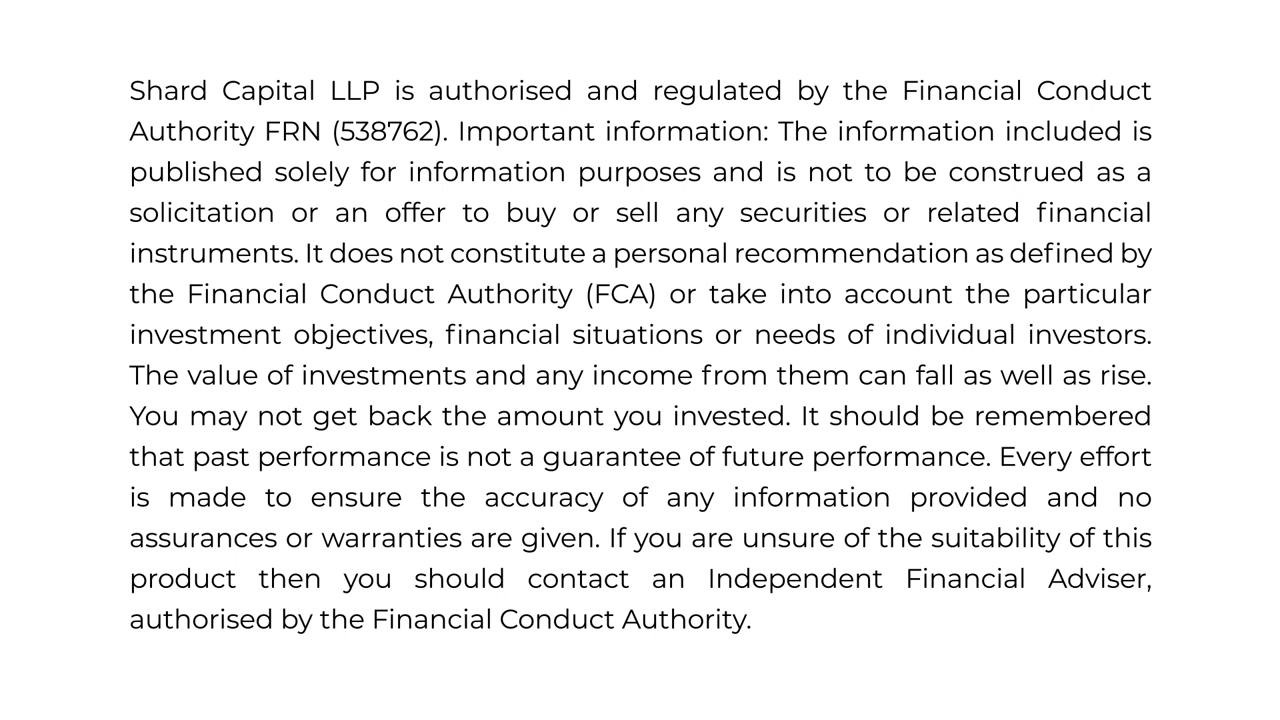 Shard Capital LLP is authorised and regulated by the Financial Conduct
Authority FRN (538762). Important information: The information included is
published solely for information purposes and is not to be construed as a
solicitation or an offer to buy or sell any securities or related financial
instruments. It does not constitute a personal recommendation as defined by
the Financial Conduct Authority (FCA) or take into account the particular
investment objectives, financial situations or needs of individual investors.
The value of investments and any income from them can fall as well as rise.
You may not get back the amount you invested. It should be remembered
that past performance is not a guarantee of future performance. Every effort
is made to ensure the accuracy of any information provided and no
assurances or warranties are given. If you are unsure of the suitability of this
product then you should contact an Independent Financial Adviser,
authorised by the Financial Conduct Authority.